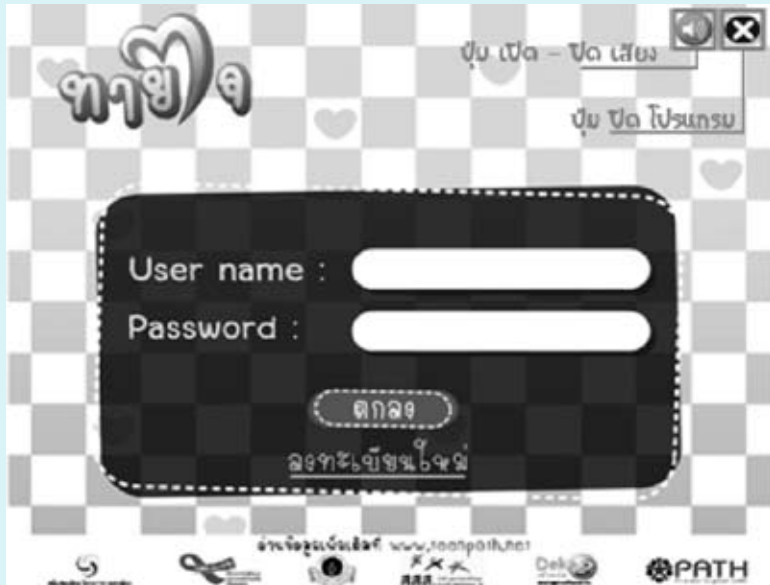 ทายใจ
ปุ่ม เปิด - ปิด เสียง
ปุ่ม ปิด โปรแกรม
User name :
Password :
ตกลง
ลงทะเบียนใหม่
อ่านข้อมูลเพิ่มเติมที่ www.teenpath.net
PATH